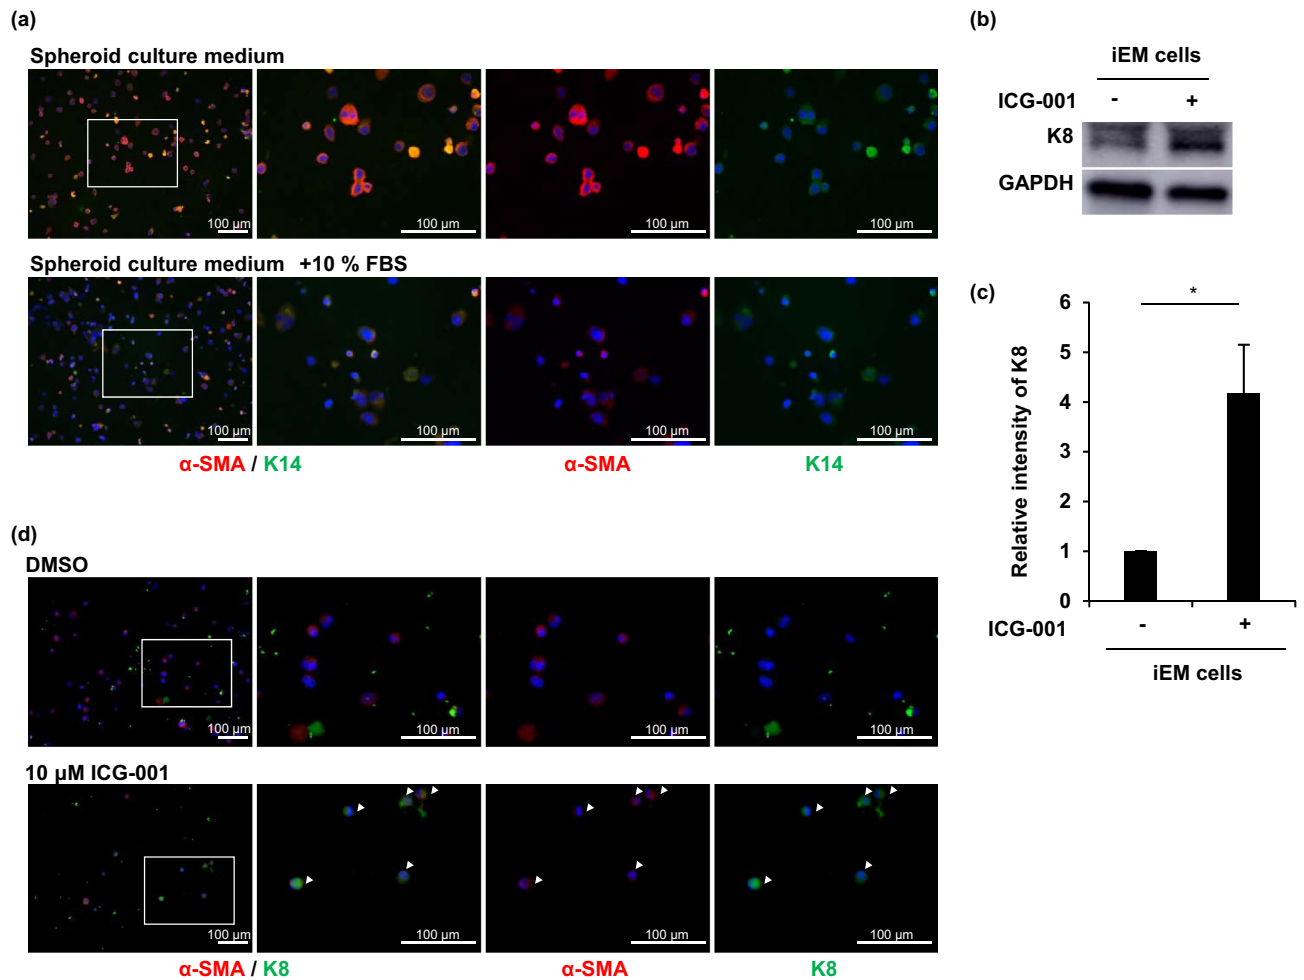 (a)
Spheroid culture medium
100 µm 100 µm 100 µm 100 µm
Spheroid culture medium +10 % FBS
100 µm 100 µm 100 µm 100 µm
α-SMA / K14 α-SMA K14
(b)
iEM cells
ICG-001 - +
K8
GAPDH
(c)
Relative intensity of K8
6
5
4
3
2
1
0
*
ICG-001 - +
iEM cells
(d)
DMSO
100 µm 100 µm 100 µm 100 µm
10 µM ICG-001
100 µm 100 µm 100 µm 100 µm
α-SMA / K8 α-SMA K8